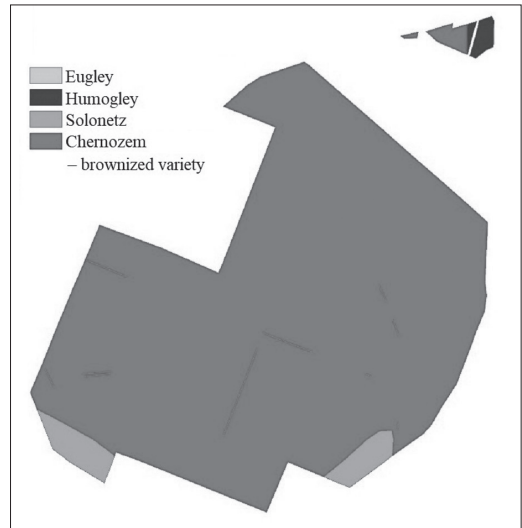 Eugley
Humogley
Solonetz
Chernozem
– brownized variety